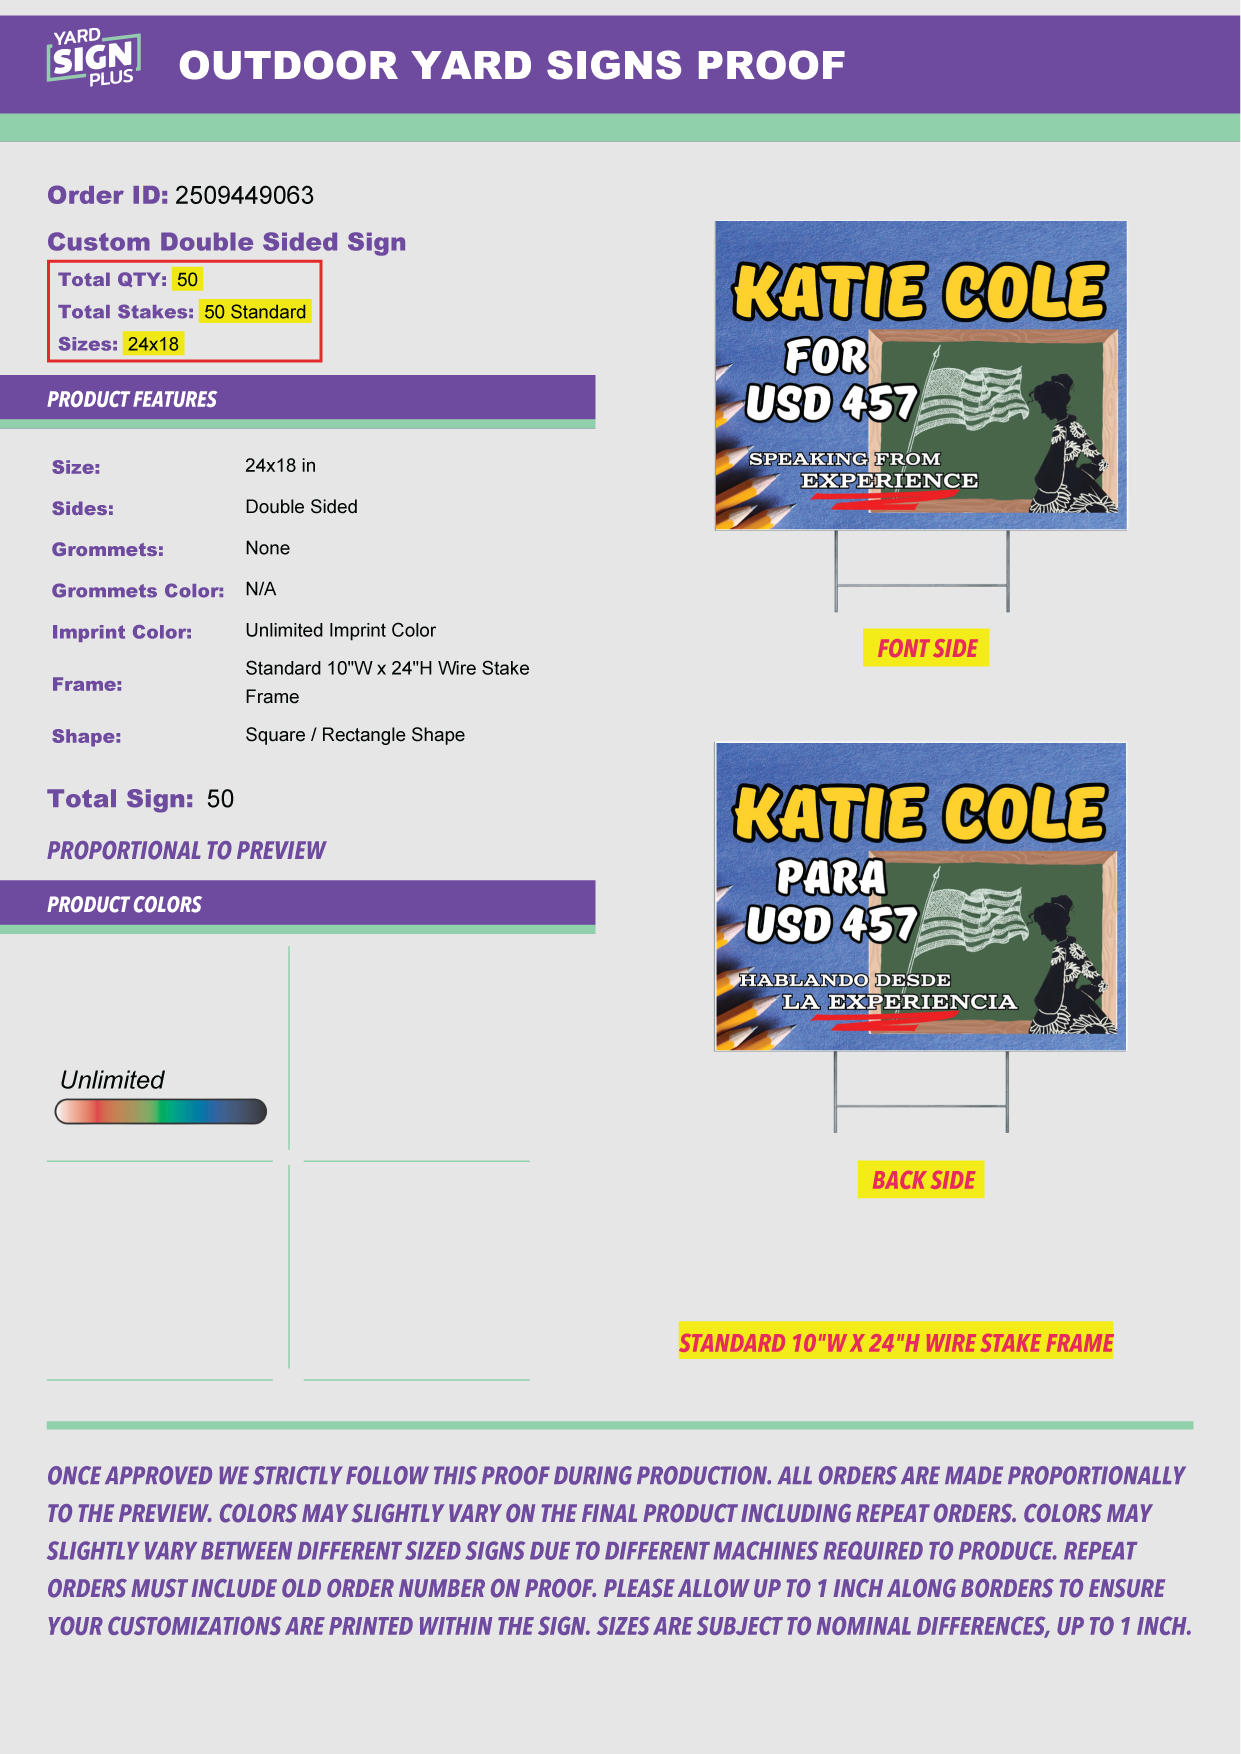 YARD
SIGN
PLUS
OUTDOOR YARD SIGNS PROOF
Order ID: 2509449063
Custom Double Sided Sign
Total QTY: 50
Total Stakes: 50 Standard
Sizes: 24x18
PRODUCT FEATURES
Size: 24x18 in
Sides: Double Sided
Grommets: None
Grommets Color: N/A
Imprint Color: Unlimited Imprint Color
Frame: Standard 10"W x 24"H Wire Stake
Frame
Shape: Square / Rectangle Shape
Total Sign: 50
PROPORTIONAL TO PREVIEW
PRODUCT COLORS
Unlimited
KATIE COLE
FOR
USD 457
SPEAKING FROM
EXPERIENCE
FONT SIDE
KATIE COLE
PARA
USD 457
HABLANDO DESDE
LA EXPERIENCIA
BACK SIDE
STANDARD 10"W X 24"H WIRE STAKE FRAME
ONCE APPROVED WE STRICTLY FOLLOW THIS PROOF DURING PRODUCTION. ALL ORDERS ARE MADE PROPORTIONALLY
TO THE PREVIEW. COLORS MAY SLIGHTLY VARY ON THE FINAL PRODUCT INCLUDING REPEAT ORDERS. COLORS MAY
SLIGHTLY VARY BETWEEN DIFFERENT SIZED SIGNS DUE TO DIFFERENT MACHINES REQUIRED TO PRODUCE. REPEAT
ORDERS MUST INCLUDE OLD ORDER NUMBER ON PROOF. PLEASE ALLOW UP TO 1 INCH ALONG BORDERS TO ENSURE
YOUR CUSTOMIZATIONS ARE PRINTED WITHIN THE SIGN. SIZES ARE SUBJECT TO NOMINAL DIFFERENCES, UP TO 1 INCH.